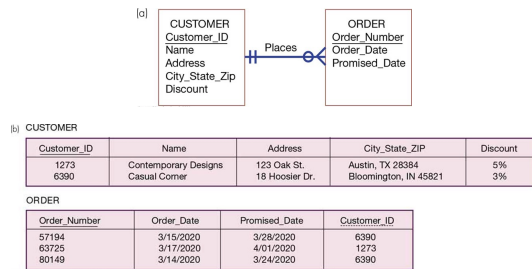 (a)
CUSTOMER
Customer_ID
Name
Address
City_State_Zip
Discount
Places
ORDER
Order_Number
Order_Date
Promised_Date
(b) CUSTOMER
Customer_ID Name Address City_State_ZIP Discount
1273 Contemporary Designs 123 Oak St. Austin, TX 28384 5%
6390 Casual Corner 18 Hoosier Dr. Bloomington, IN 45821 3%
ORDER
Order_Number Order_Date Promised_Date Customer_ID
57194 3/15/2020 3/28/2020 6390
63725 3/17/2020 4/01/2020 1273
80149 3/14/2020 3/24/2020 6390